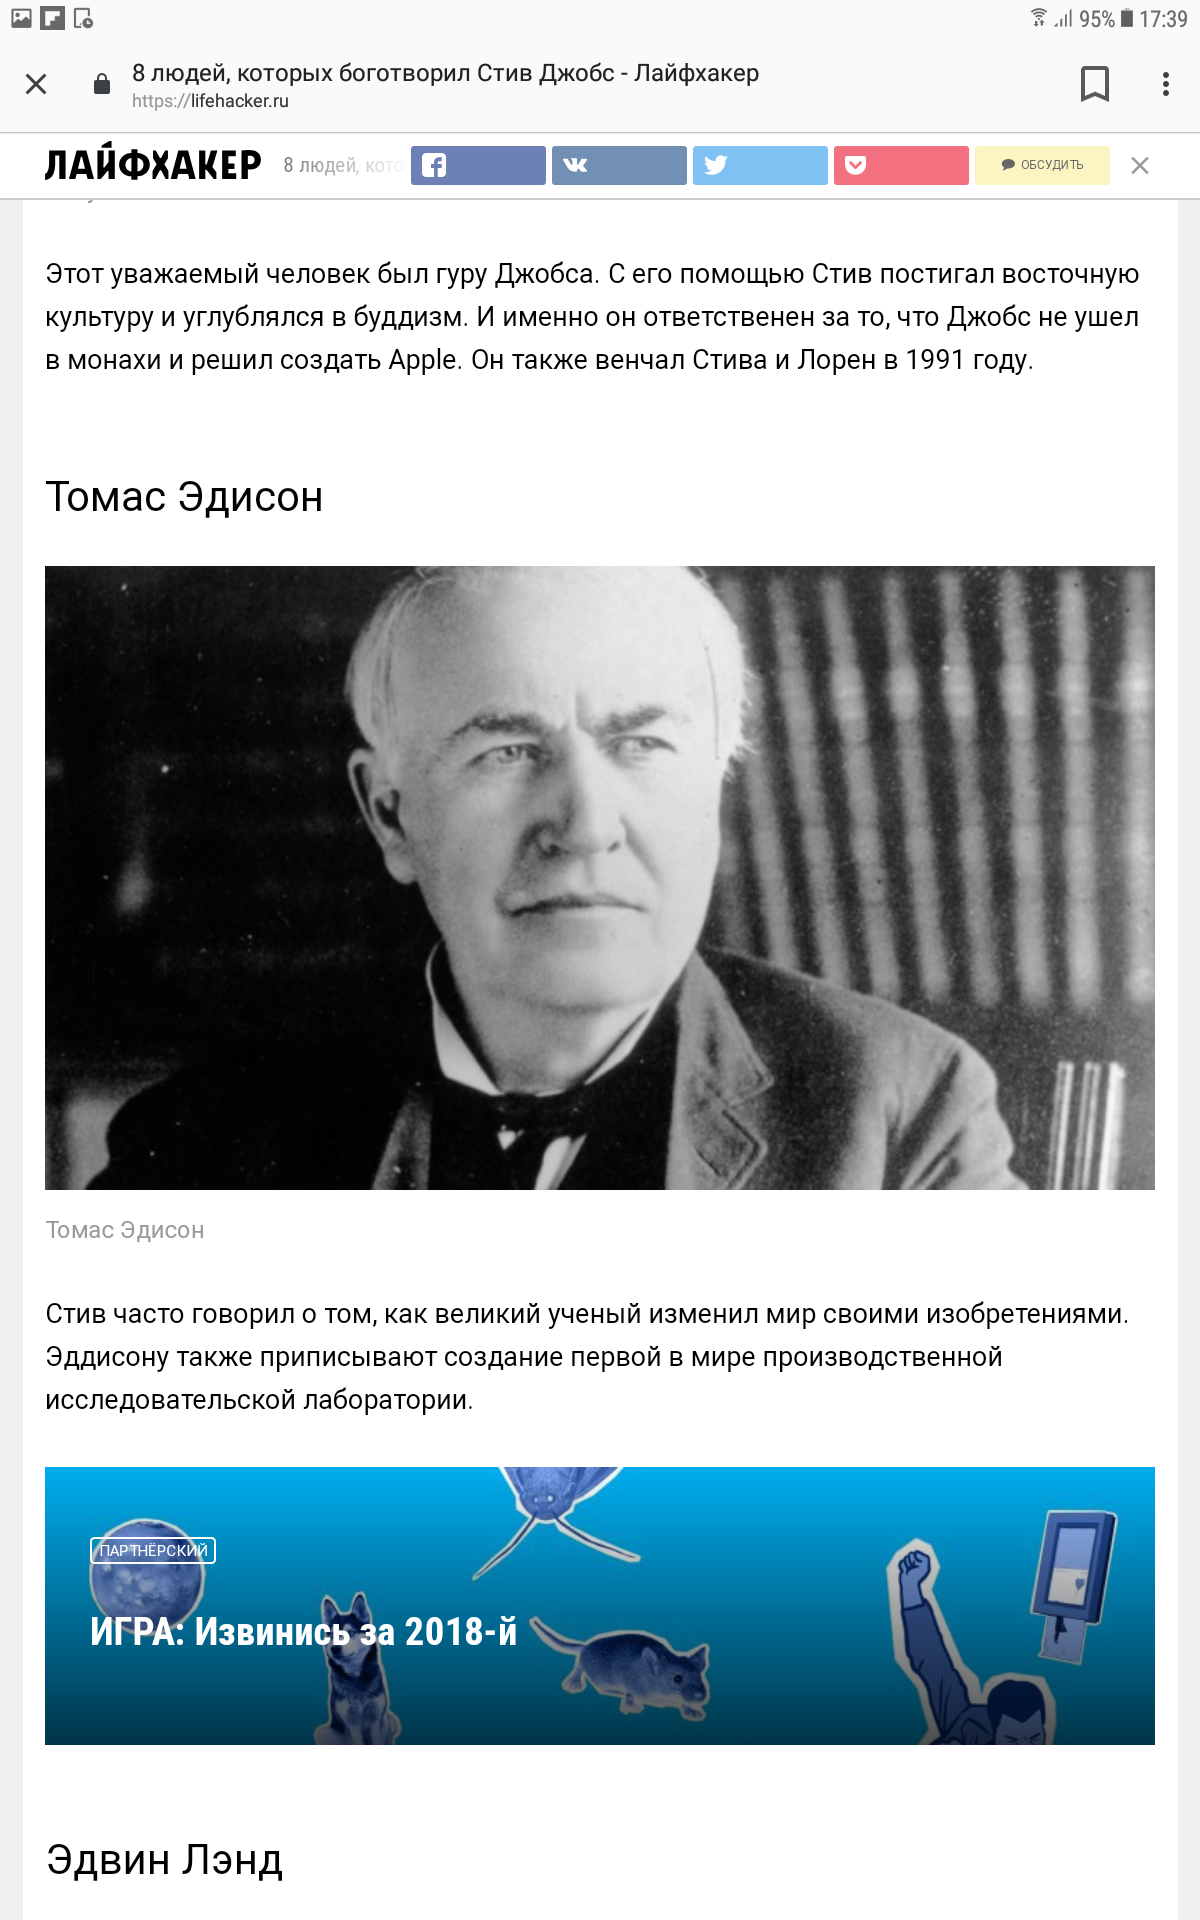 95% 17:39
8 людей, которых боготворил Стив Джобс - Лайфхакер
https://lifehacker.ru
ЛАЙФХАКЕР 8 людей, кото ОБСУДИТЬ
Этот уважаемый человек был гуру Джобса. С его помощью Стив постигал восточную
культуру и углублялся в буддизм. И именно он ответственен за то, что Джобс не ушел
в монахи и решил создать Apple. Он также венчал Стива и Лорен в 1991 году.
Томас Эдисон
Томас Эдисон
Стив часто говорил о том, как великий ученый изменил мир своими изобретениями.
Эддисону также приписывают создание первой в мире производственной
исследовательской лаборатории.
ПАРТНЁРСКИЙ
ИГРА: Извинись за 2018-й
Эдвин Лэнд